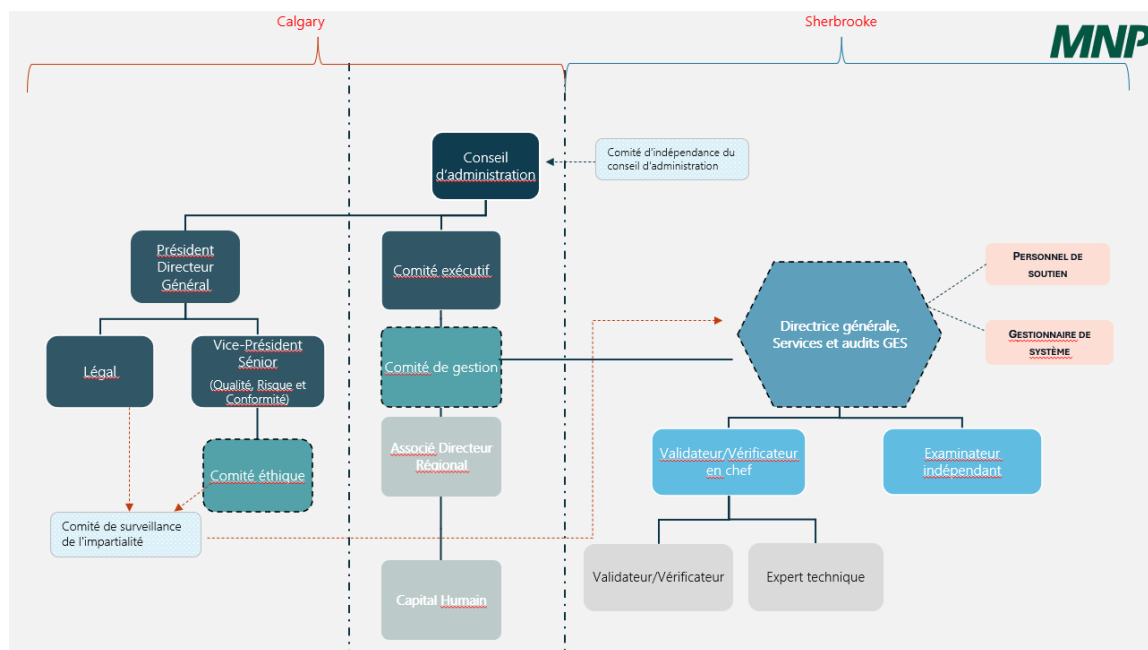 Calgary
Sherbrooke
MNP
Conseil
d'administration
Comité d'indépendance du
conseil d'administration
Président
Directeur
Général
Comité exécutif
PERSONNEL DE
SOUTIEN
Directrice générale,
Services et audits GES
GESTIONNAIRE DE
SYSTÈME
Légal
Vice-Président
Sénior
(Qualité, Risque et
Conformité)
Comité de gestion
Associé Directeur
Régional
Validateur/Vérificateur
en chef
Examinateur
indépendant
Comité éthique
Comité de surveillance
de l'impartialité
Capital Humain
Validateur/Vérificateur
Expert technique